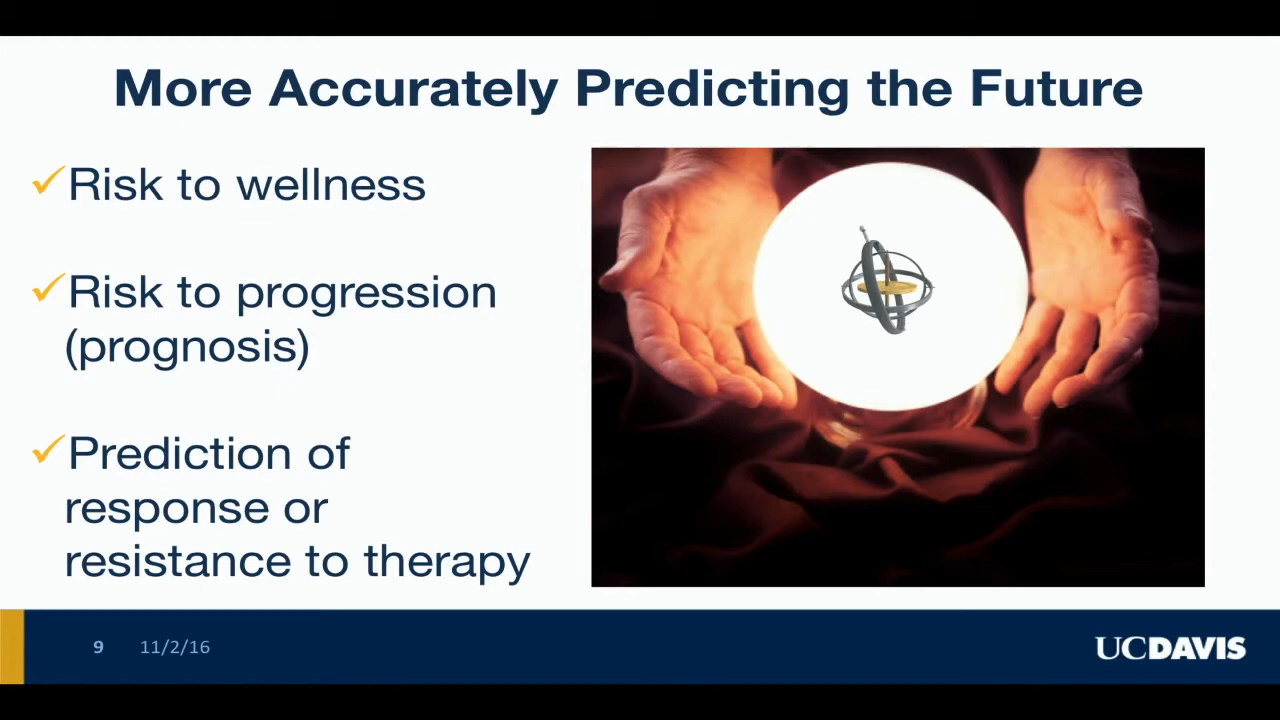 More Accurately Predicting the Future
Risk to wellness
Risk to progression
(prognosis)
Prediction of
response or
resistance to therapy
9 11/2/16
UCDAVIS